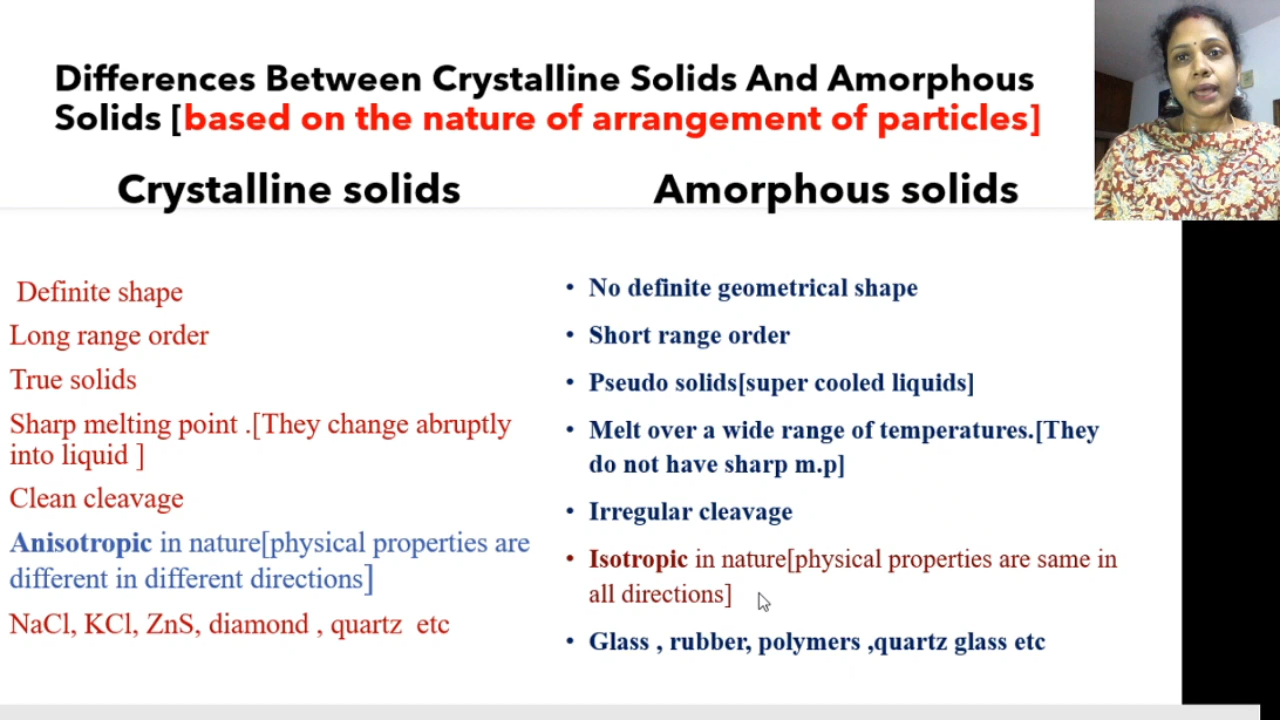 Differences Between Crystalline Solids And Amorphous
Solids [based on the nature of arrangement of particles]
Crystalline solids
Amorphous solids
Definite shape
Long range order
True solids
Sharp melting point .[They change abruptly
into liquid ]
Clean cleavage
Anisotropic in nature[physical properties are
different in different directions]
NaCl, KCl, ZnS, diamond , quartz etc
• No definite geometrical shape
• Short range order
• Pseudo solids[super cooled liquids]
• Melt over a wide range of temperatures.[They
do not have sharp m.p]
• Irregular cleavage
• Isotropic in nature[physical properties are same in
all directions]
• Glass , rubber, polymers ,quartz glass etc